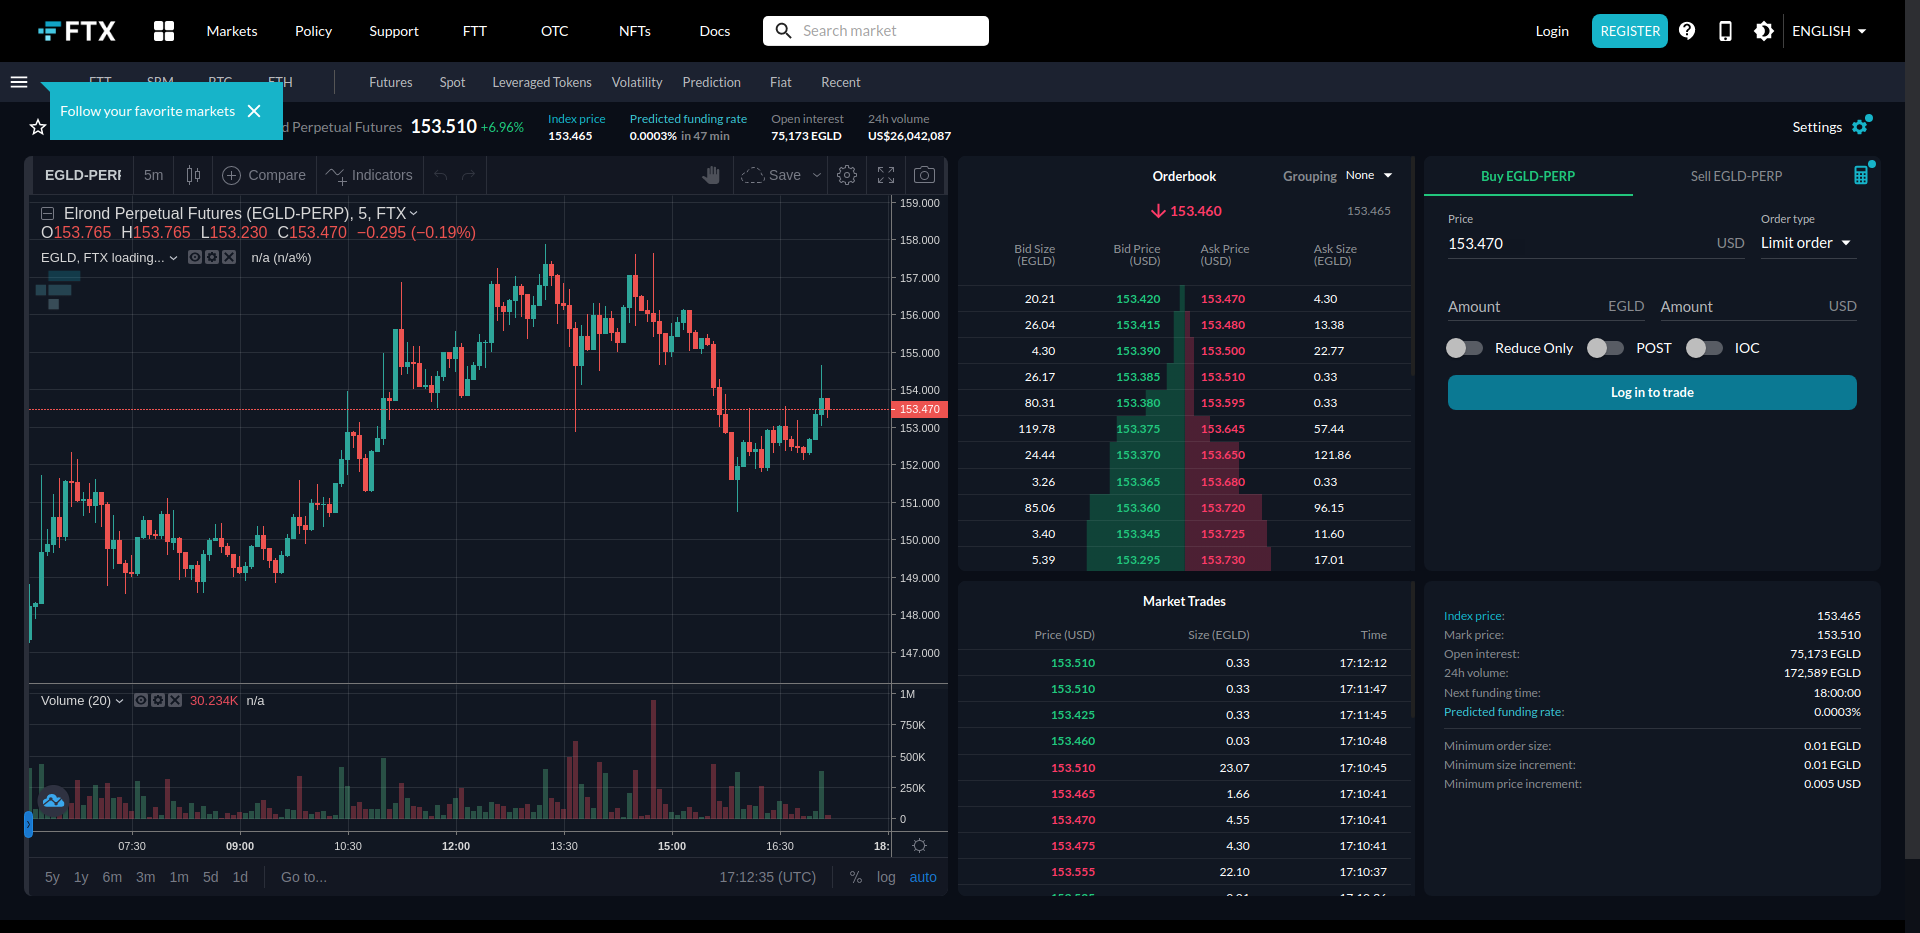 FTX Markets Policy Support FTT OTC NFTs Docs Search market Login REGISTER ENGLISH
Futures Spot Leveraged Tokens Volatility Prediction Fiat Recent
Follow your favorite markets
d Perpetual Futures 153.510 +6.96%
Index price
153.465
Predicted funding rate
0.0003% in 47 min
Open interest
75,173 EGLD
24h volume
US$26,042,087
Settings
EGLD-PERP 5m Compare Indicators Save
Elrond Perpetual Futures (EGLD-PERP), 5, FTX
O153.765 H153.765 L153.230 C153.470 −0.295 (−0.19%)
EGLD, FTX loading... n/a (n/a%)
159.000
158.000
157.000
156.000
155.000
154.000
153.470
153.000
152.000
151.000
150.000
149.000
148.000
147.000
Volume (20) 30.234K n/a
1M
750K
500K
250K
0
07:30 09:00 10:30 12:00 13:30 15:00 16:30 18:
5y 1y 6m 3m 1m 5d 1d Go to... 17:12:35 (UTC) % log auto
Orderbook Grouping None
153.460 153.465
Bid Size (EGLD) Bid Price (USD) Ask Price (USD) Ask Size (EGLD)
20.21 153.420 153.470 4.30
26.04 153.415 153.480 13.38
4.30 153.390 153.500 22.77
26.17 153.385 153.510 0.33
80.31 153.380 153.595 0.33
119.78 153.375 153.645 57.44
24.44 153.370 153.650 121.86
3.26 153.365 153.680 0.33
85.06 153.360 153.720 96.15
3.40 153.345 153.725 11.60
5.39 153.295 153.730 17.01
Market Trades
Price (USD) Size (EGLD) Time
153.510 0.33 17:12:12
153.510 0.33 17:11:47
153.425 0.33 17:11:45
153.460 0.03 17:10:48
153.510 23.07 17:10:45
153.465 1.66 17:10:41
153.470 4.55 17:10:41
153.475 4.30 17:10:41
153.555 22.10 17:10:37
Buy EGLD-PERP Sell EGLD-PERP
Price Order type
153.470 USD Limit order
Amount EGLD Amount USD
Reduce Only POST IOC
Log in to trade
Index price: 153.465
Mark price: 153.510
Open interest: 75,173 EGLD
24h volume: 172,589 EGLD
Next funding time: 18:00:00
Predicted funding rate: 0.0003%
Minimum order size: 0.01 EGLD
Minimum size increment: 0.01 EGLD
Minimum price increment: 0.005 USD